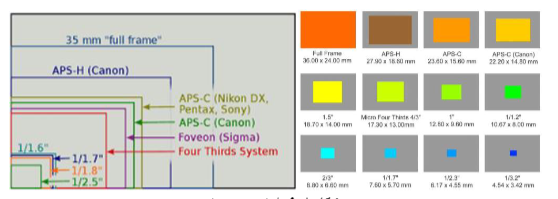 35 mm "full frame"
APS-H (Canon)
APS-C (Nikon DX,
Pentax, Sony)
APS-C (Canon)
Foveon (Sigma)
Four Thirds System
1/1.6"
1/1.7"
1/1.8"
1/2.5"
Full Frame
36.00 x 24.00 mm
APS-H
27.90 x 18.60 mm
APS-C
23.60 x 15.60 mm
APS-C (Canon)
22.20 x 14.80 mm
1.5"
18.70 x 14.00 mm
Micro Four Thirds 4/3"
17.30 x 13.00mm
1"
12.80 x 9.60 mm
1/1.2"
10.67 x 8.00 mm
2/3"
8.80 x 6.60 mm
1/1.7"
7.60 x 5.70 mm
1/2.3"
6.17 x 4.55 mm
1/3.2"
4.54 x 3.42 mm